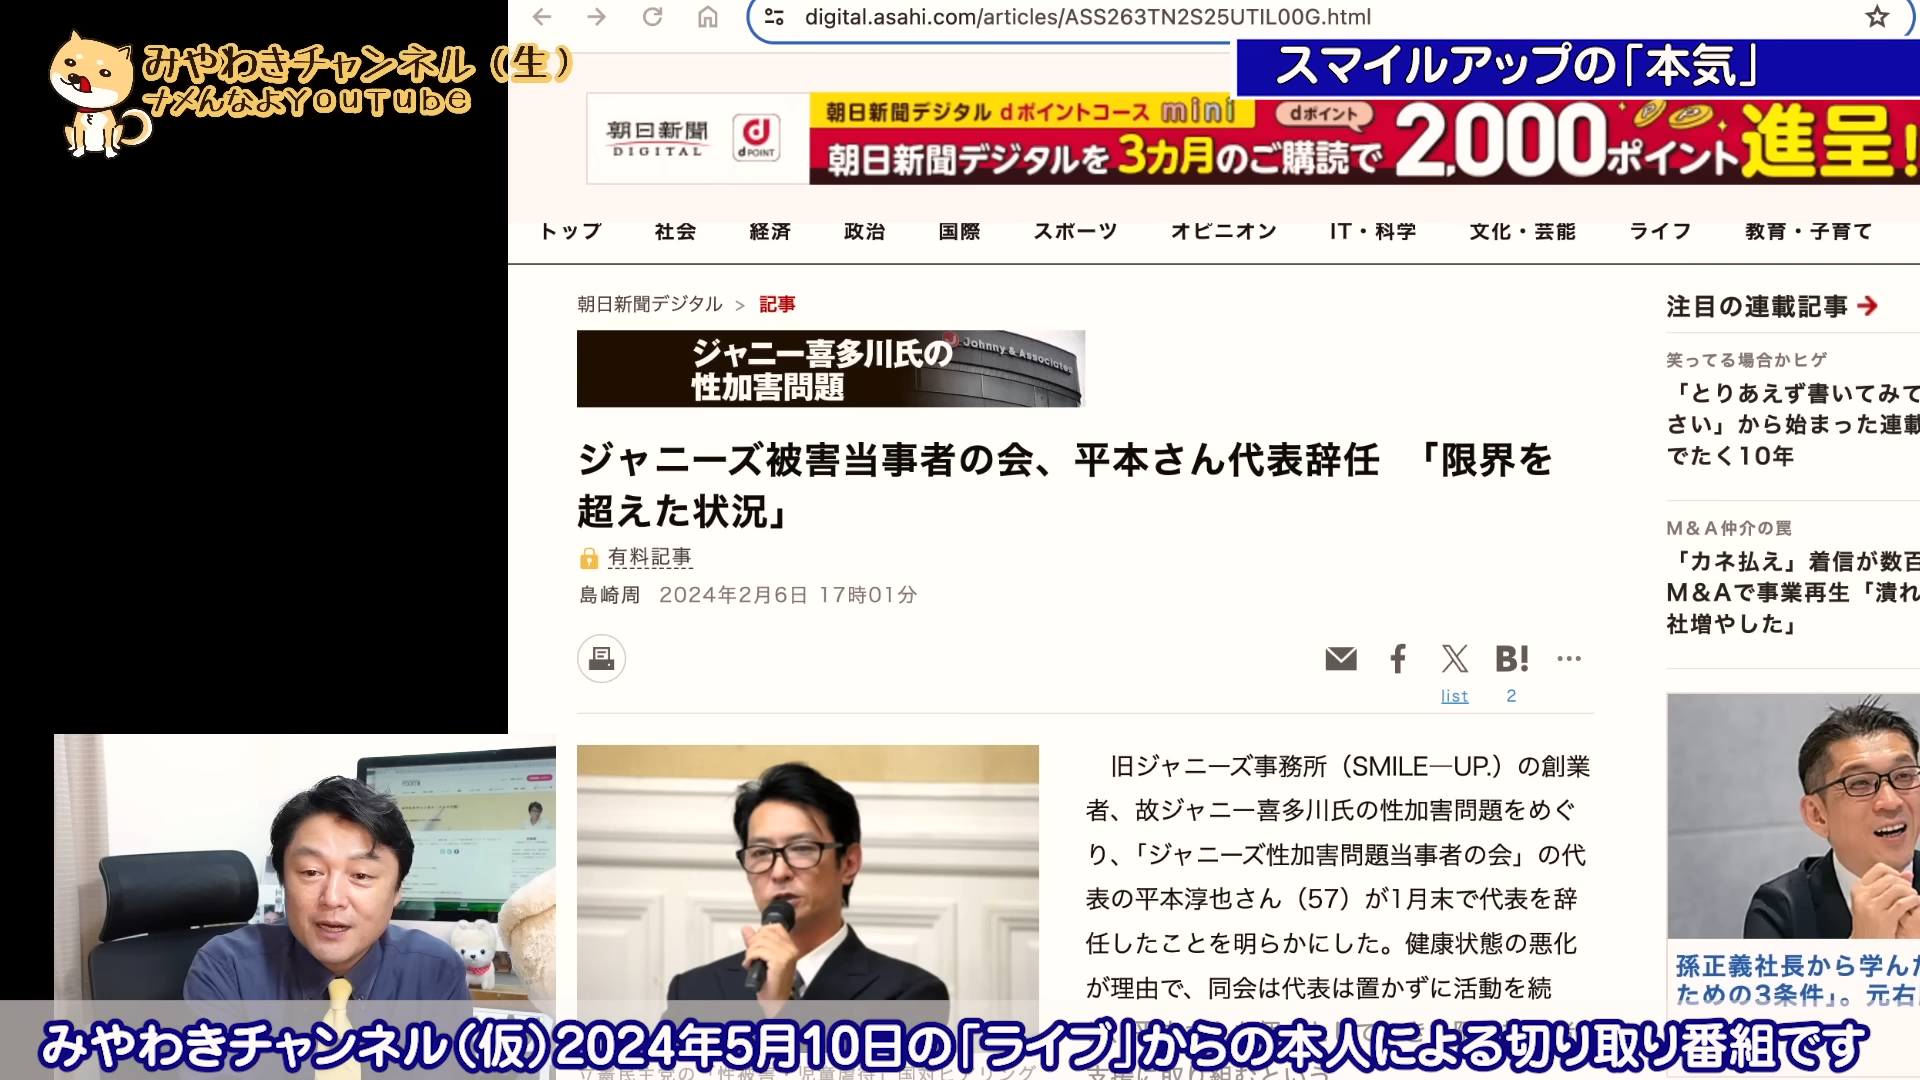 みやわきチャンネル（生）
ナメんなよYouTube
digital.asahi.com/articles/ASS263TN2S25UTIL00G.html
スマイルアップの「本気」
朝日新聞
DIGITAL
d POINT
朝日新聞デジタル dポイントコース mini
dポイント
朝日新聞デジタルを3カ月のご購読で2,000ポイント進呈!
トップ 社会 経済 政治 国際 スポーツ オピニオン IT・科学 文化・芸能 ライフ 教育・子育て
朝日新聞デジタル > 記事
ジャニー喜多川氏の
性加害問題
Johnny & Associates
ジャニーズ被害当事者の会、平本さん代表辞任 「限界を
超えた状況」
有料記事
島崎周 2024年2月6日 17時01分
B!
list
2
旧ジャニーズ事務所（SMILE―UP.）の創業
者、故ジャニー喜多川氏の性加害問題をめぐ
り、「ジャニーズ性加害問題当事者の会」の代
表の平本淳也さん（57）が1月末で代表を辞
任したことを明らかにした。健康状態の悪化
が理由で、同会は代表は置かずに活動を続
注目の連載記事
笑ってる場合かヒゲ
「とりあえず書いてみて
さい」から始まった連載
でたく10年
M&A仲介の罠
「カネ払え」着信が数百
M&Aで事業再生「潰れ
社増やした」
孫正義社長から学んだ
ための3条件」。元右
みやわきチャンネル（仮）2024年5月10日の「ライブ」からの本人による切り取り番組です